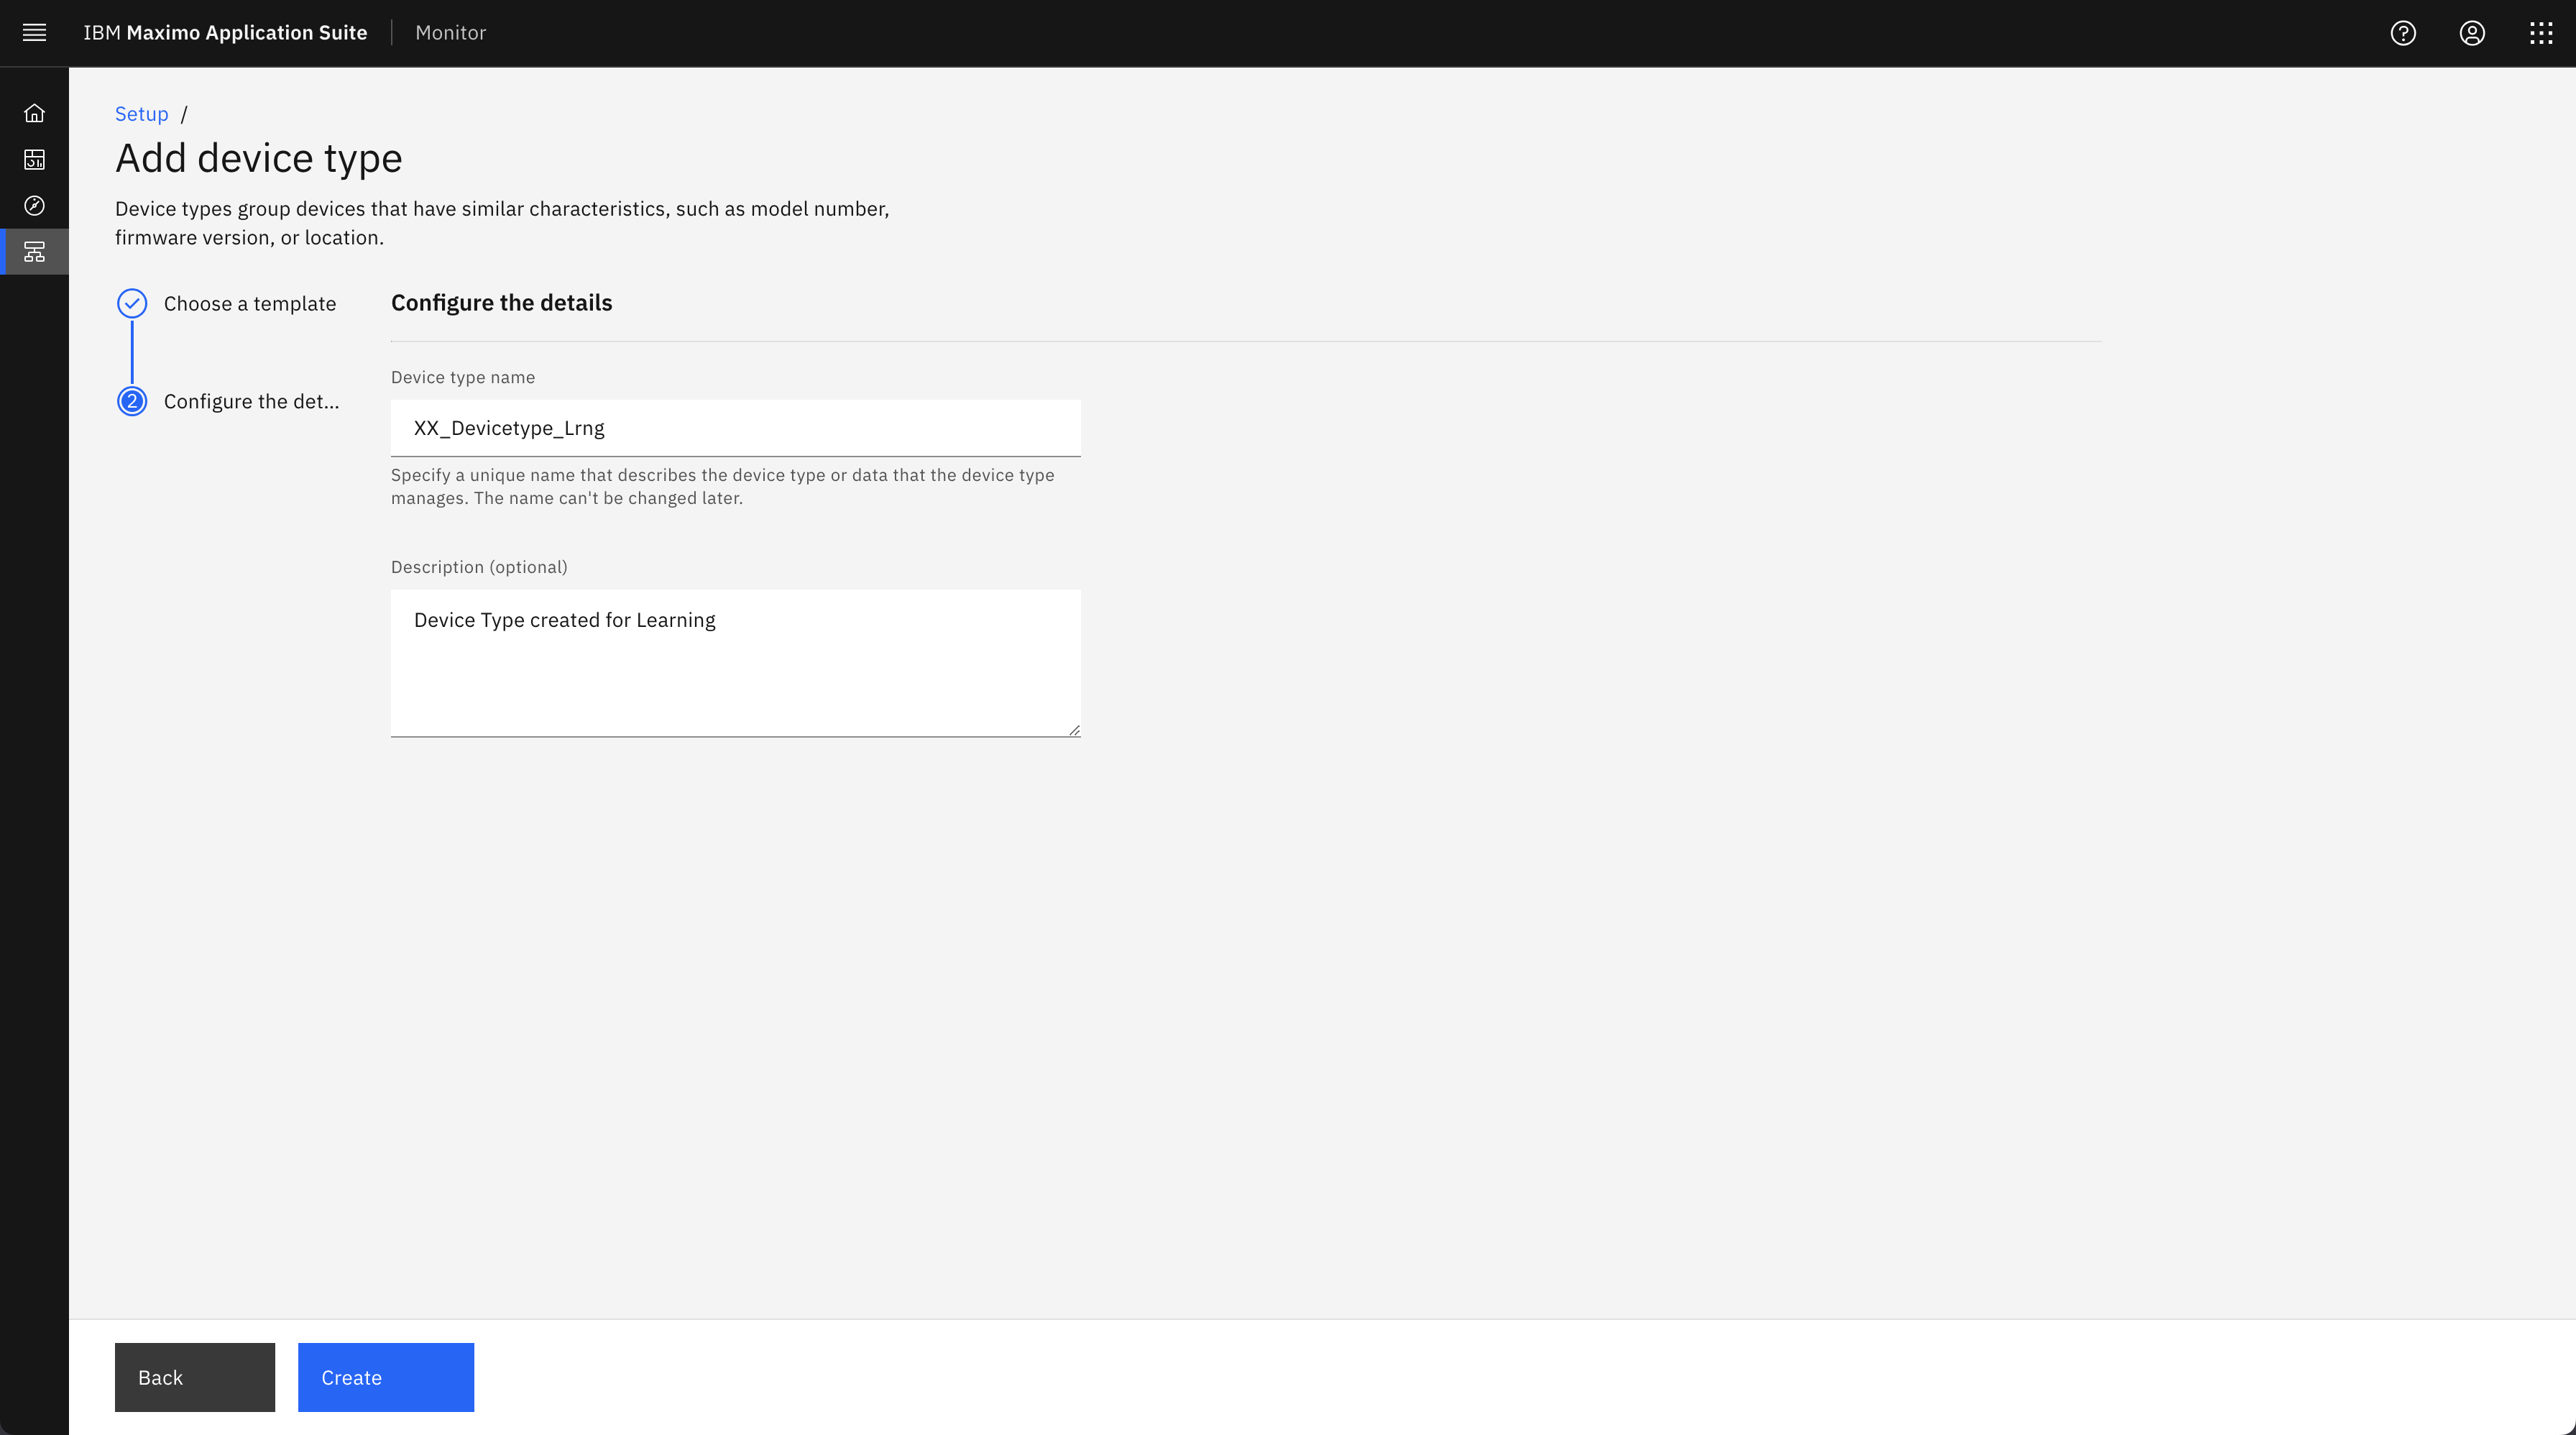 IBM Maximo Application Suite Monitor
Setup /
Add device type
Device types group devices that have similar characteristics, such as model number,
firmware version, or location.
Choose a template
2 Configure the det...
Configure the details
Device type name
XX_Devicetype_Lrng
Specify a unique name that describes the device type or data that the device type
manages. The name can't be changed later.
Description (optional)
Device Type created for Learning
Back
Create